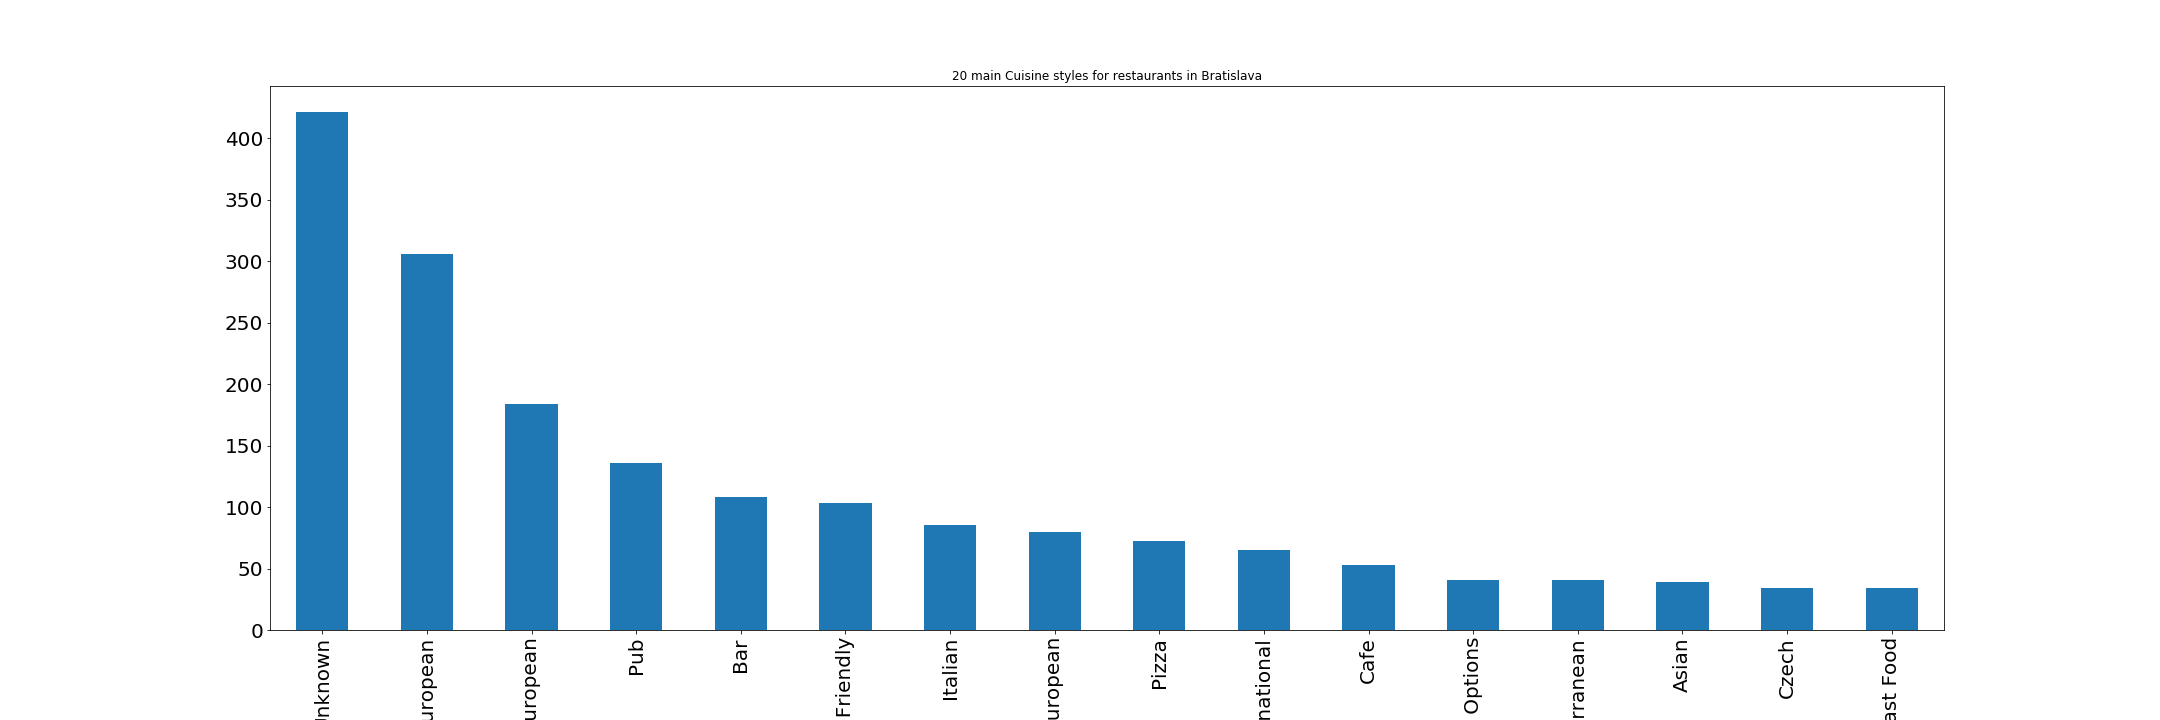 20 main Cuisine styles for restaurants in Bratislava
400
350
300
250
200
150
100
50
0
Pub
Bar
Friendly
Italian
Pizza
Cafe
Options
Asian
Czech
Food